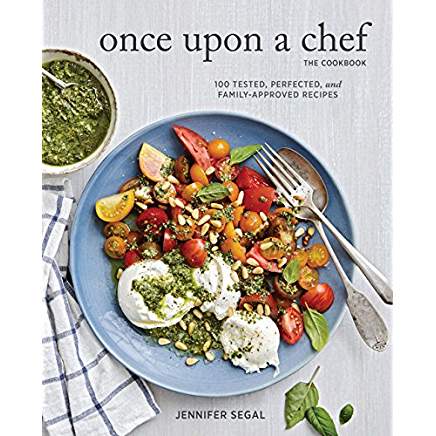 once upon a chef
THE COOKBOOK
100 TESTED, PERFECTED, and
FAMILY-APPROVED RECIPES
JENNIFER SEGAL